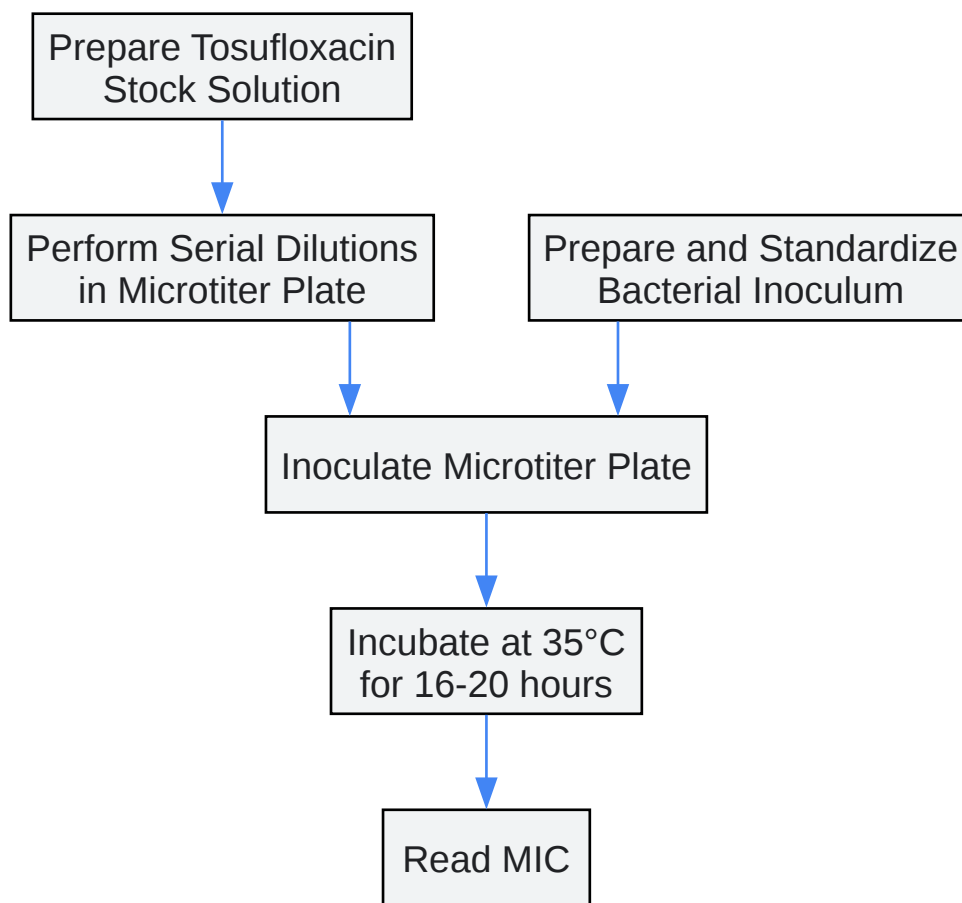 Prepare Tosufloxacin
Stock Solution
Perform Serial Dilutions
in Microtiter Plate
Prepare and Standardize
Bacterial Inoculum
Inoculate Microtiter Plate
Incubate at 35°C
for 16-20 hours
Read MIC